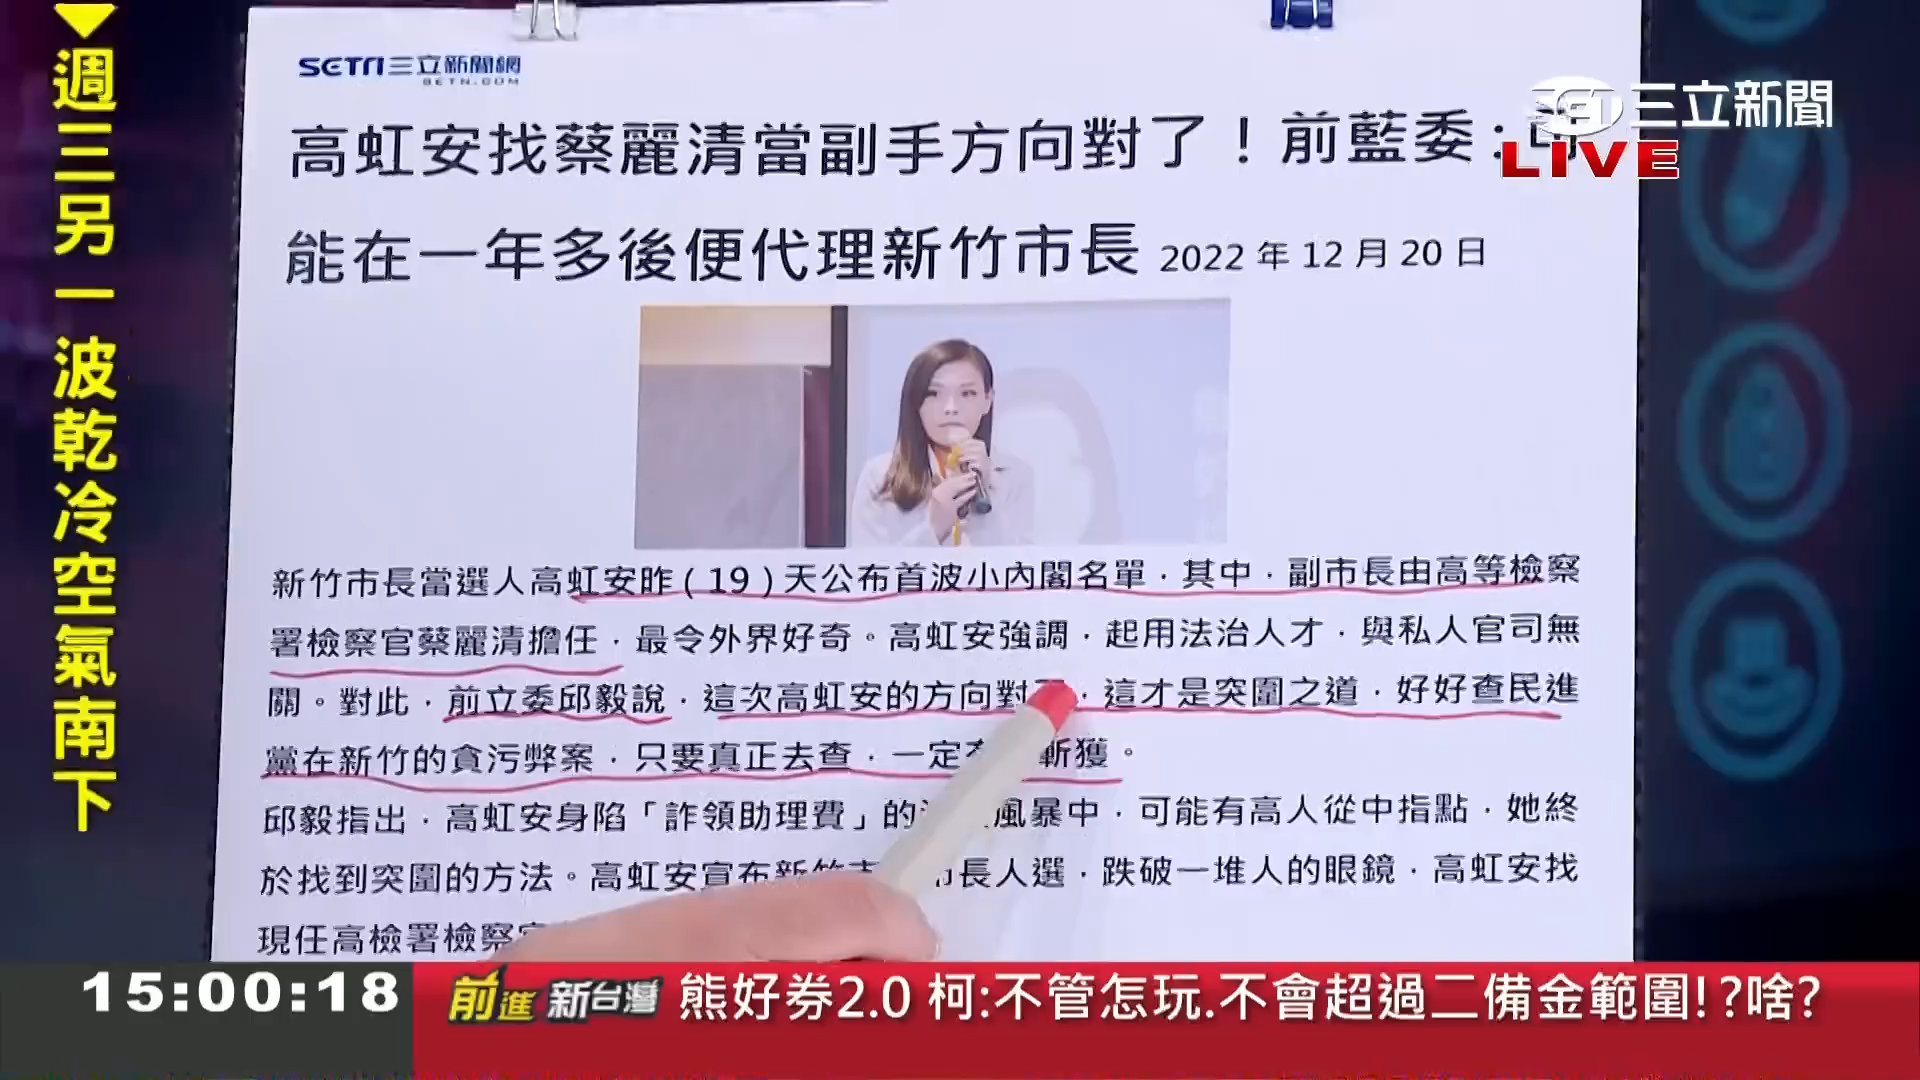 週三另一波乾冷空氣南下
SETN三立新聞網
SETN.COM
三立新聞
LIVE
高虹安找蔡麗清當副手方向對了！前藍委：可
能在一年多後便代理新竹市長 2022 年 12 月 20 日
新竹市長當選人高虹安昨（19）天公布首波小內閣名單，其中，副市長由高等檢察
署檢察官蔡麗清擔任，最令外界好奇。高虹安強調，起用法治人才，與私人官司無
關。對此，前立委邱毅說，這次高虹安的方向對，這才是突圍之道，好好查民進
黨在新竹的貪污弊案，只要真正去查，一定 斬獲。
邱毅指出，高虹安身陷「詐領助理費」的 風暴中，可能有高人從中指點，她終
於找到突圍的方法。高虹安宣布新竹市 市長人選，跌破一堆人的眼鏡，高虹安找
現任高檢署檢察官
15:00:18
前進新台灣 熊好券2.0 柯:不管怎玩.不會超過二備金範圍!?啥?